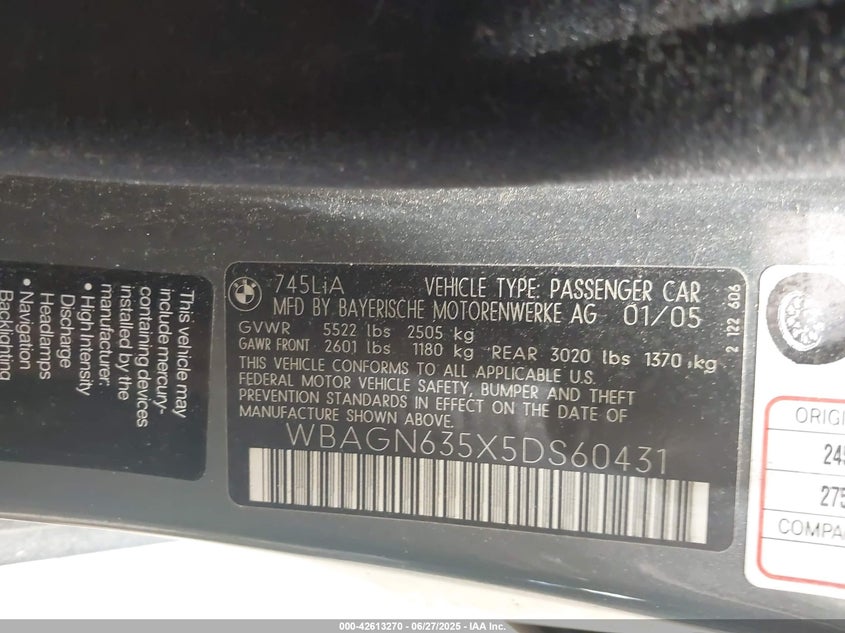 This vehicle may
include mercury-
containing devices
installed by the
manufacturer:
• High Intensity
Discharge
Headlamps
• Navigation
Backlighting
745LiA VEHICLE TYPE: PASSENGER CAR
MFD BY BAYERISCHE MOTORENWERKE AG 01/05
GVWR 5522 lbs 2505 kg
GAWR FRONT 2601 lbs 1180 kg REAR 3020 lbs 1370 kg
THIS VEHICLE CONFORMS TO ALL APPLICABLE U.S.
FEDERAL MOTOR VEHICLE SAFETY, BUMPER AND THEFT
PREVENTION STANDARDS IN EFFECT ON THE DATE OF
MANUFACTURE SHOWN ABOVE.
WBAGN635X5DS60431
2 122 606
ORIGI
245
275
COMPA
000-42613270 - 06/27/2025 - IAA Inc.